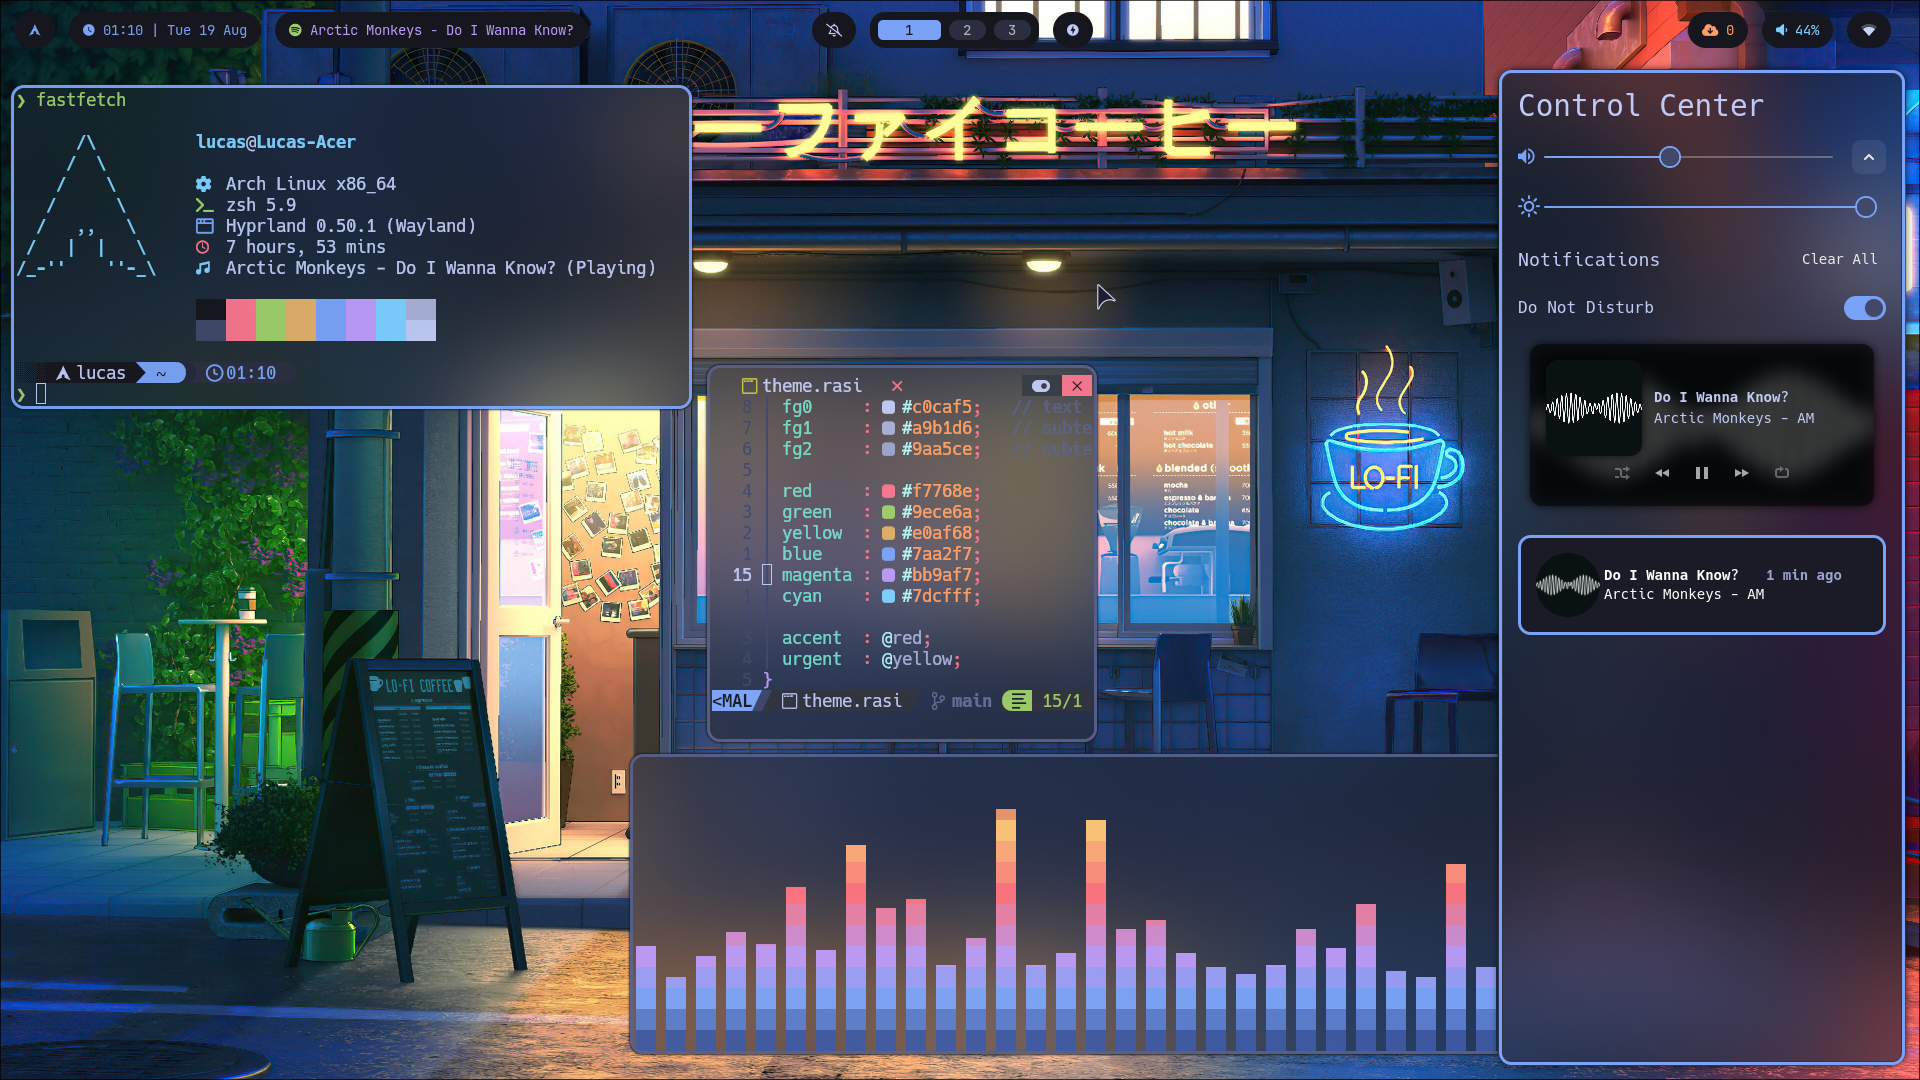 01:10 | Tue 19 Aug
Arctic Monkeys - Do I Wanna Know?
1 2 3
0
44%
❯ fastfetch
lucas@Lucas-Acer
Arch Linux x86_64
zsh 5.9
Hyprland 0.50.1 (Wayland)
7 hours, 53 mins
Arctic Monkeys - Do I Wanna Know? (Playing)
lucas ~ 01:10
❯
ーファイコーヒー
theme.rasi
8 fg0 : #c0caf5; // text
7 fg1 : #a9b1d6; // subte
6 fg2 : #9aa5ce; // subte
5
4 red : #f7768e;
3 green : #9ece6a;
2 yellow : #e0af68;
1 blue : #7aa2f7;
15 magenta : #bb9af7;
1 cyan : #7dcfff;
3 accent : @red;
4 urgent : @yellow;
5 }
<MAL theme.rasi main 15/1
hot milk
hot chocolate
blended (smooth
mocha
LO-FI
LO-FI COFFEE
Control Center
Notifications Clear All
Do Not Disturb
Do I Wanna Know?
Arctic Monkeys - AM
Do I Wanna Know? 1 min ago
Arctic Monkeys - AM